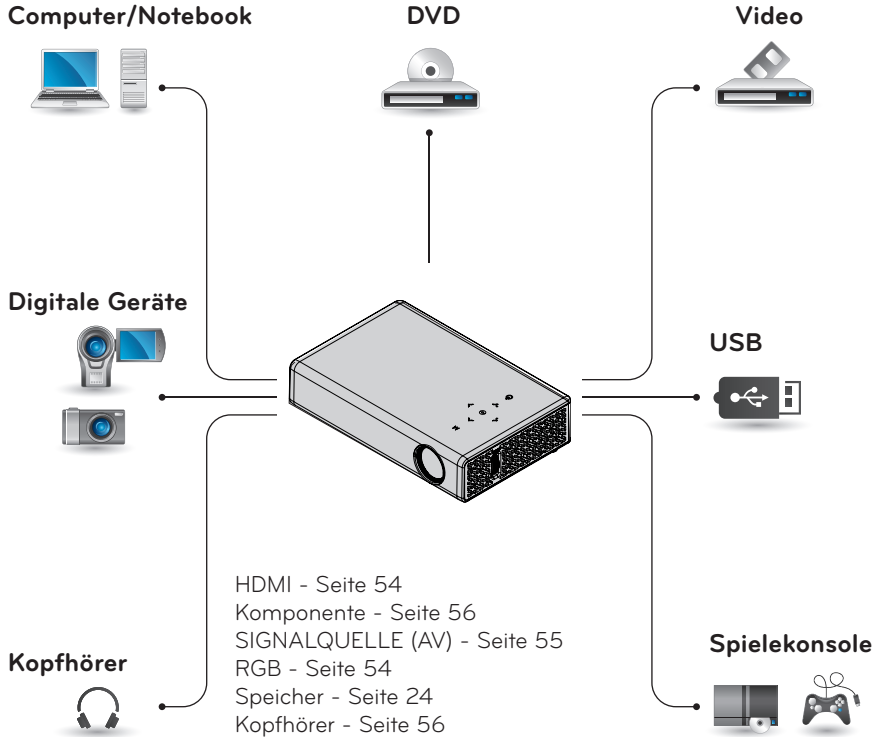 Computer/Notebook
DVD
Video
Digitale Geräte
USB
HDMI - Seite 54
Komponente - Seite 56
SIGNALQUELLE (AV) - Seite 55
RGB - Seite 54
Speicher - Seite 24
Kopfhörer - Seite 56
Kopfhörer
Spielekonsole